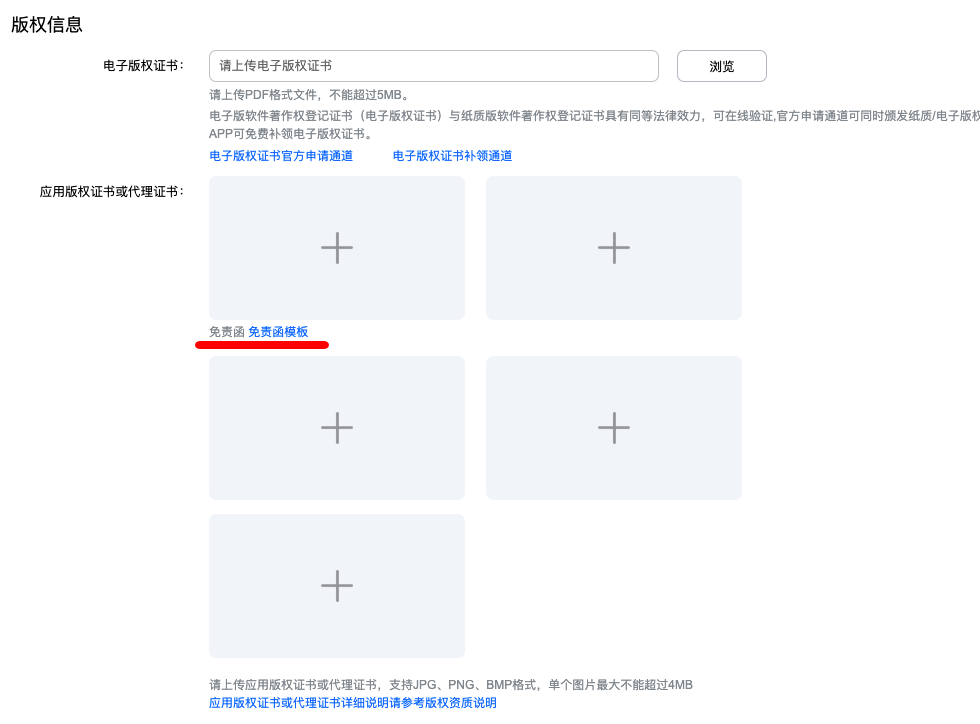 版权信息
电子版权证书：
请上传电子版权证书
浏览
请上传PDF格式文件，不能超过5MB。
电子版软件著作权登记证书（电子版权证书）与纸质版软件著作权登记证书具有同等法律效力，可在线验证,官方申请通道可同时颁发纸质/电子版权
APP可免费补领电子版权证书。
电子版权证书官方申请通道 电子版权证书补领通道
应用版权证书或代理证书：
免责函 免责函模板
请上传应用版权证书或代理证书，支持JPG、PNG、BMP格式，单个图片最大不能超过4MB
应用版权证书或代理证书详细说明请参考版权资质说明